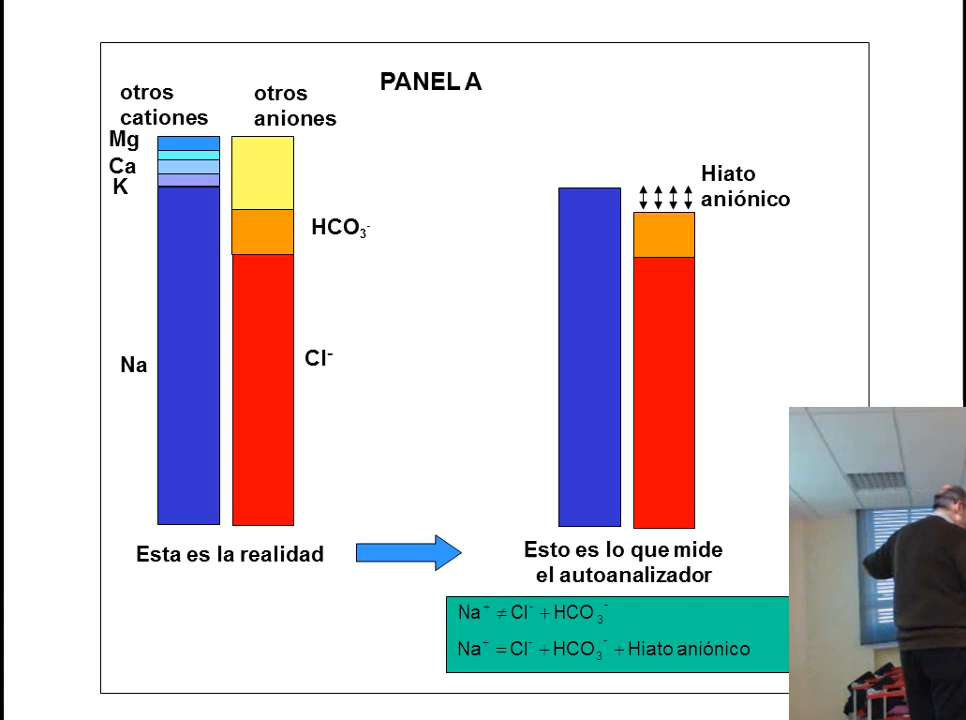 PANEL A
otros
cationes
otros
aniones
Mg
Ca
K
HCO₃⁻
Na
Cl⁻
Hiato
aniónico
Esta es la realidad
Esto es lo que mide
el autoanalizador
Na⁺ ≠ Cl⁻ + HCO₃⁻
Na⁺ = Cl⁻ + HCO₃⁻ + Hiato aniónico